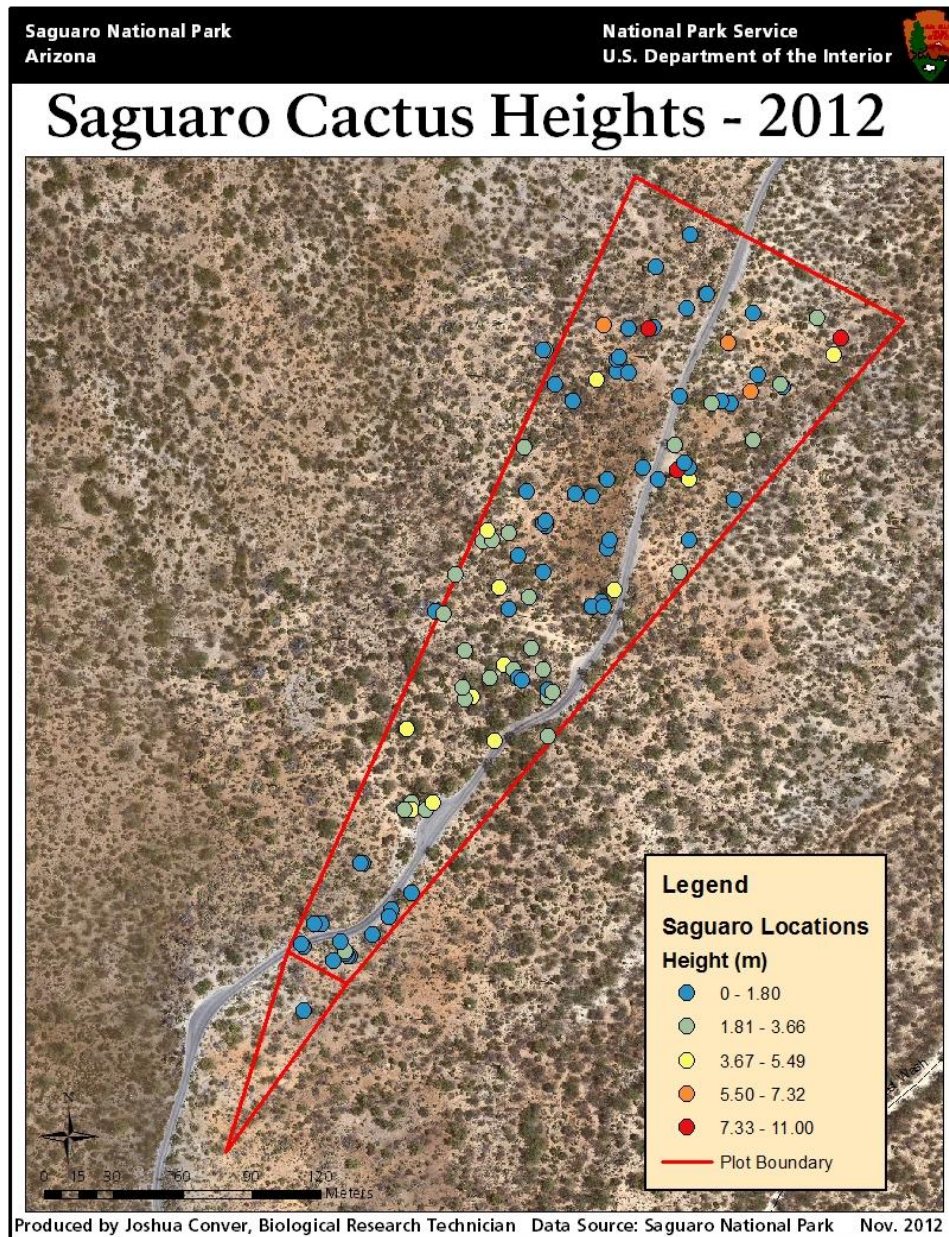 Saguaro National Park
Arizona
National Park Service
U.S. Department of the Interior
Saguaro Cactus Heights - 2012
Legend
Saguaro Locations
Height (m)
0 - 1.80
1.81 - 3.66
3.67 - 5.49
5.50 - 7.32
7.33 - 11.00
Plot Boundary
Wash
N
0 15 30 60 90 120
Meters
Produced by Joshua Conver, Biological Research Technician Data Source: Saguaro National Park Nov. 2012